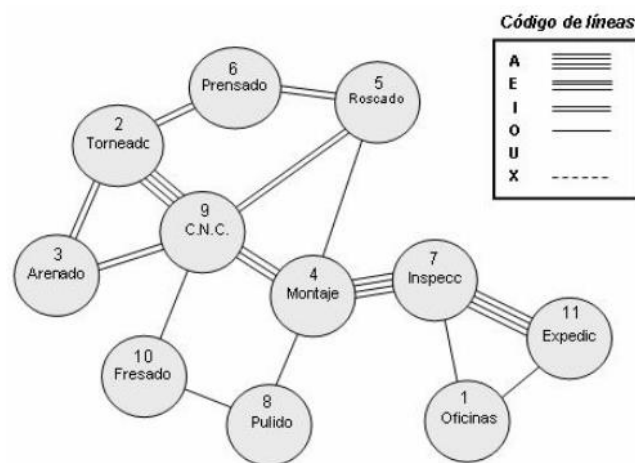 Código de líneas
A
E
I
O
U
X
6
Prensado
5
Roscado
2
Torneadc
9
C.N.C.
3
Arenado
4
Montaje
7
Inspecc
11
Expedic
10
Fresado
8
Pulido
1
Oficinas